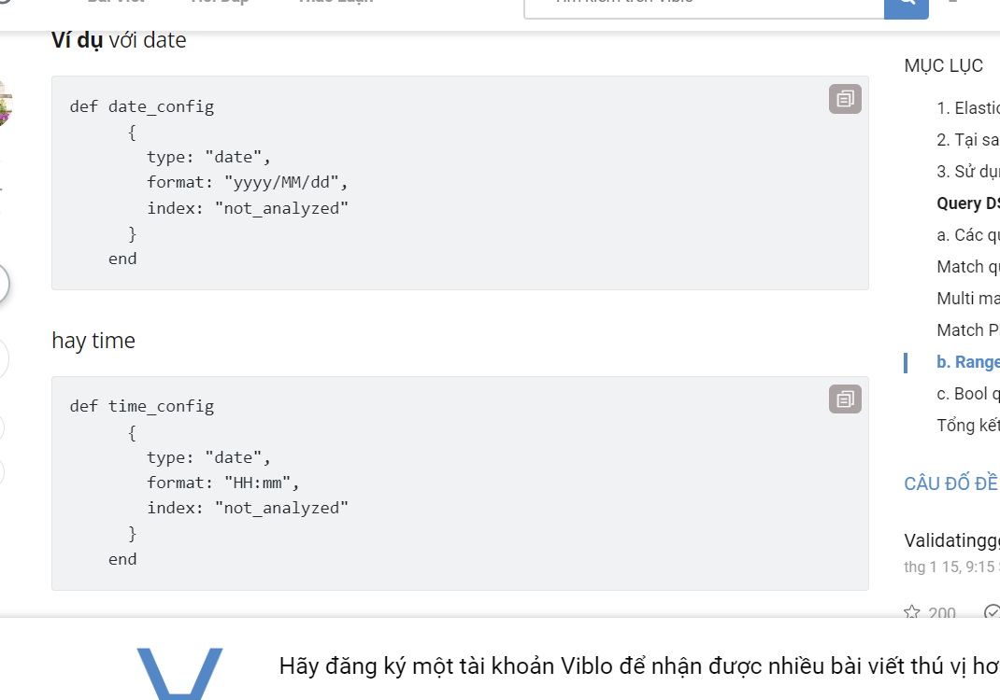 Ví dụ với date
def date_config
{
type: "date",
format: "yyyy/MM/dd",
index: "not_analyzed"
}
end
hay time
def time_config
{
type: "date",
format: "HH:mm",
index: "not_analyzed"
}
end
MỤC LỤC
1. Elastic
2. Tại sa
3. Sử dụ
Query DS
a. Các qu
Match qu
Multi ma
Match P
b. Range
c. Bool q
Tổng kết
CÂU ĐỐ ĐỀ
Validatingg
thg 1 15, 9:15
200
Hãy đăng ký một tài khoản Viblo để nhận được nhiều bài viết thú vị hơ